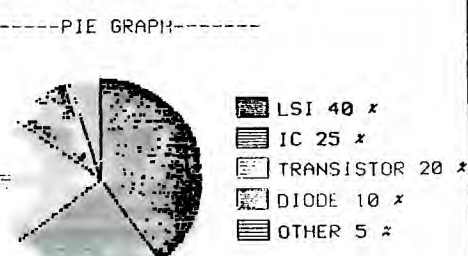 -----PIE GRAPH-------
LSI 40 %
IC 25 %
TRANSISTOR 20 %
DIODE 10 %
OTHER 5 %